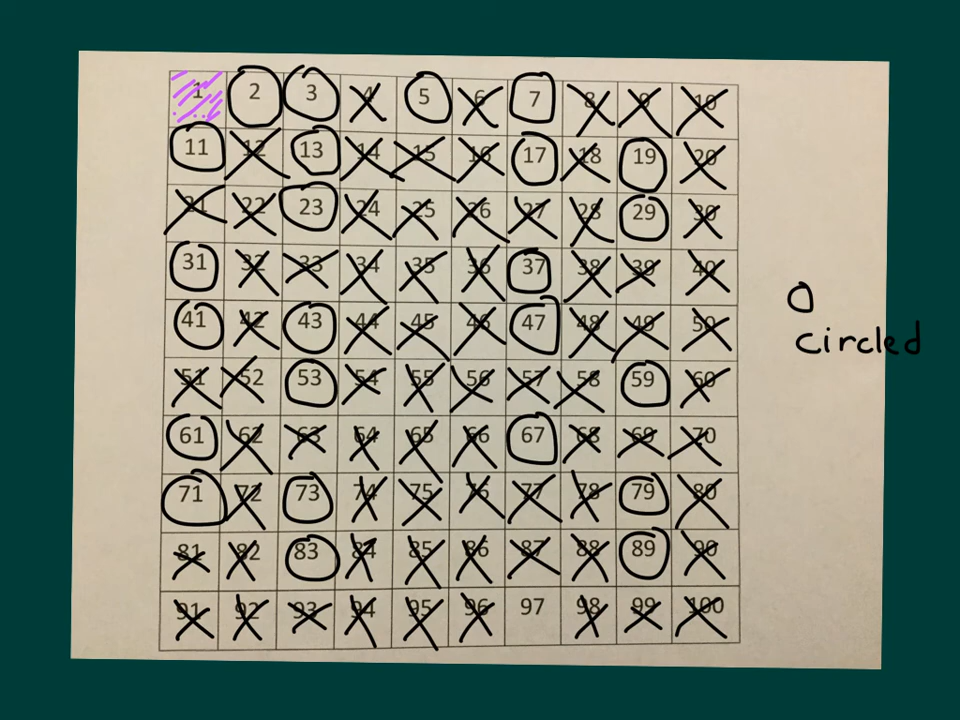 1 2 3 4 5 6 7 8 9 10
11 12 13 14 15 16 17 18 19 20
21 22 23 24 25 26 27 28 29 30
31 32 33 34 35 36 37 38 39 40
41 42 43 44 45 46 47 48 49 50
51 52 53 54 55 56 57 58 59 60
61 62 63 64 65 66 67 68 69 70
71 72 73 74 75 76 77 78 79 80
81 82 83 84 85 86 87 88 89 90
91 92 93 94 95 96 97 98 99 100
circled